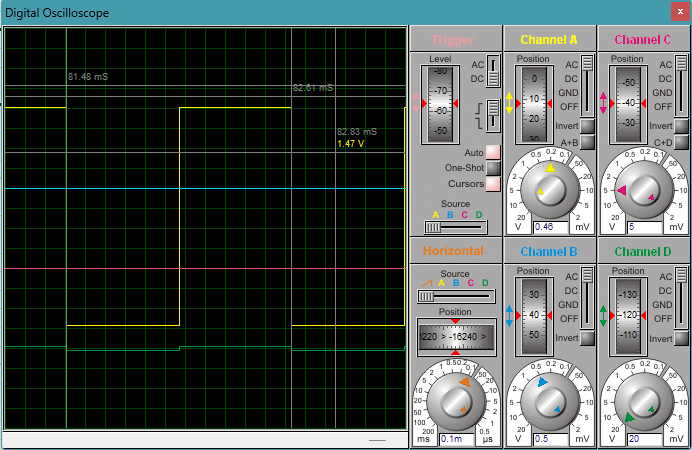 Digital Oscilloscope
x
81.48 mS
82.61 mS
82.83 mS
1.47 V
Trigger
Level
-80
-70
-60
-50
AC
DC
Auto
One-Shot
Cursors
Source
A B C D
Channel A
Position
0
10
20
30
AC
DC
GND
OFF
Invert
A+B
20 10 5 2 1 0.5 0.2 0.1 50 20 10 5 2
V
0.46
mV
Channel C
Position
-50
-40
-30
AC
DC
GND
OFF
Invert
C+D
20 10 5 2 1 0.5 0.2 0.1 50 20 10 5 2
V
5
mV
Horizontal
Source
A B C D
Position
-16240 >
200 100 50 20 10 5 2 1 0.5 0.2 0.1 50 20 10 5 2 1 0.5
ms
0.1m
µs
Channel B
Position
30
40
50
AC
DC
GND
OFF
Invert
20 10 5 2 1 0.5 0.2 0.1 50 20 10 5 2
V
0.5
mV
Channel D
Position
-130
-120
-110
AC
DC
GND
OFF
Invert
20 10 5 2 1 0.5 0.2 0.1 50 20 10 5 2
V
20
mV